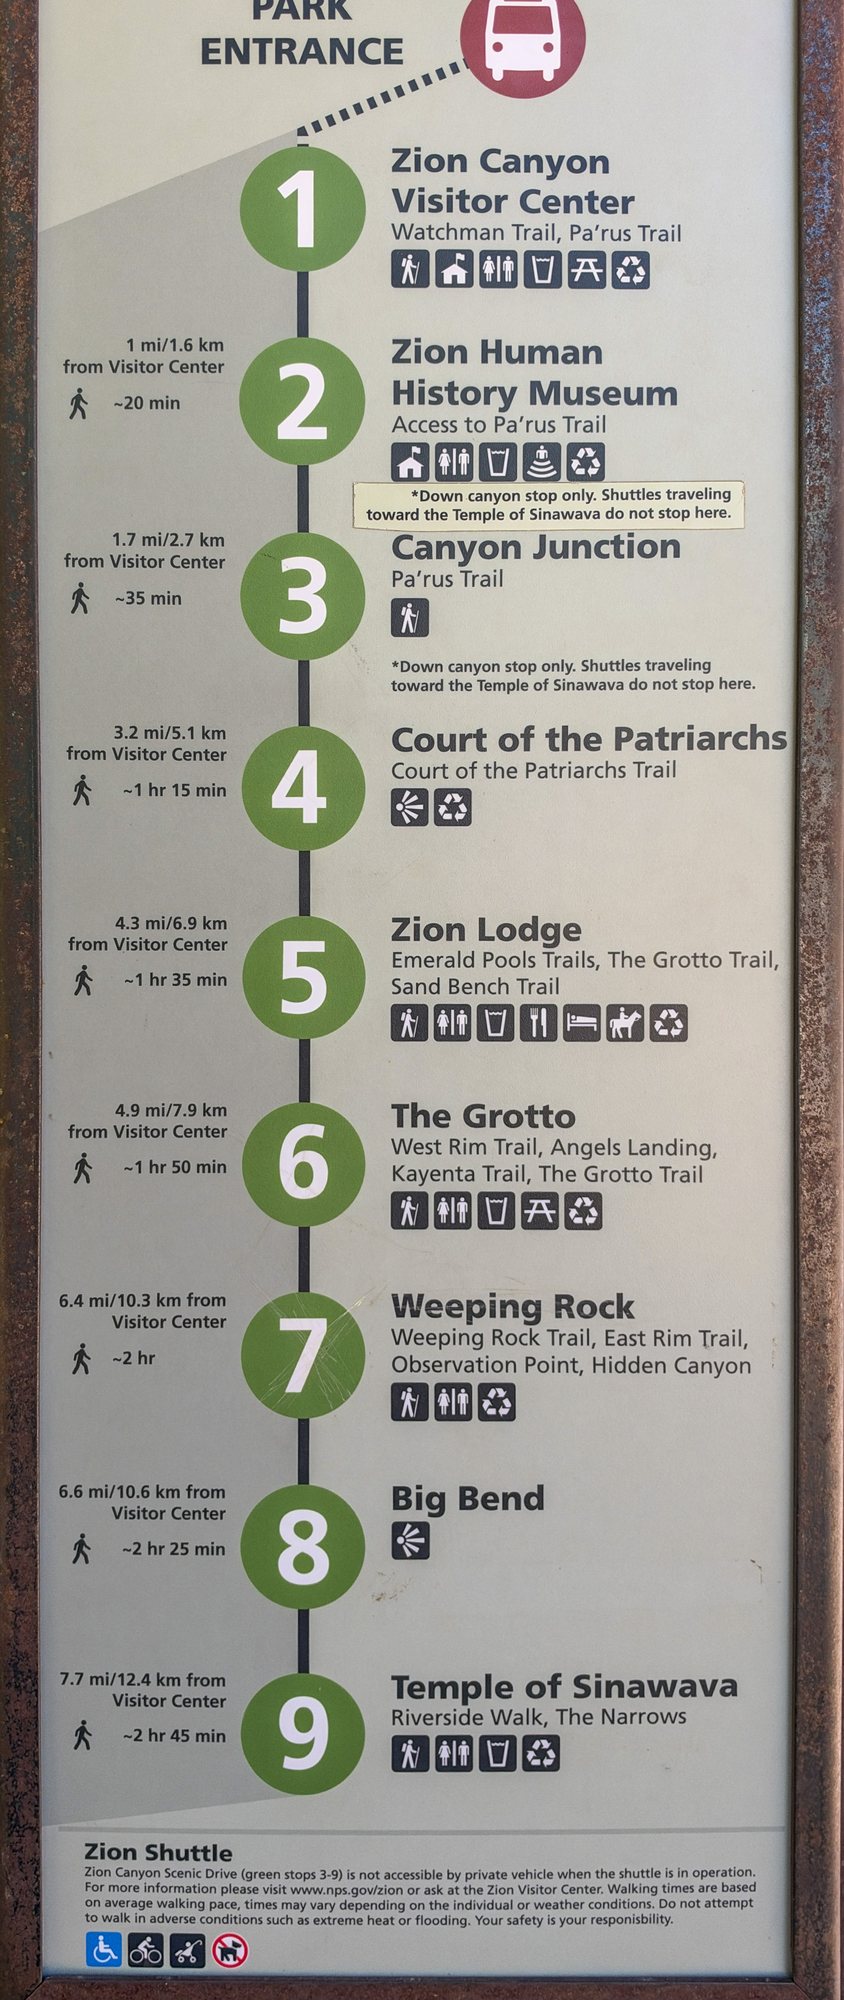 PARK
ENTRANCE
1
Zion Canyon
Visitor Center
Watchman Trail, Pa'rus Trail
1 mi/1.6 km
from Visitor Center
~20 min
2
Zion Human
History Museum
Access to Pa'rus Trail
*Down canyon stop only. Shuttles traveling
toward the Temple of Sinawava do not stop here.
1.7 mi/2.7 km
from Visitor Center
~35 min
3
Canyon Junction
Pa'rus Trail
*Down canyon stop only. Shuttles traveling
toward the Temple of Sinawava do not stop here.
3.2 mi/5.1 km
from Visitor Center
~1 hr 15 min
4
Court of the Patriarchs
Court of the Patriarchs Trail
4.3 mi/6.9 km
from Visitor Center
~1 hr 35 min
5
Zion Lodge
Emerald Pools Trails, The Grotto Trail,
Sand Bench Trail
4.9 mi/7.9 km
from Visitor Center
~1 hr 50 min
6
The Grotto
West Rim Trail, Angels Landing,
Kayenta Trail, The Grotto Trail
6.4 mi/10.3 km from
Visitor Center
~2 hr
7
Weeping Rock
Weeping Rock Trail, East Rim Trail,
Observation Point, Hidden Canyon
6.6 mi/10.6 km from
Visitor Center
~2 hr 25 min
8
Big Bend
7.7 mi/12.4 km from
Visitor Center
~2 hr 45 min
9
Temple of Sinawava
Riverside Walk, The Narrows
Zion Shuttle
Zion Canyon Scenic Drive (green stops 3-9) is not accessible by private vehicle when the shuttle is in operation.
For more information please visit www.nps.gov/zion or ask at the Zion Visitor Center. Walking times are based
on average walking pace, times may vary depending on the individual or weather conditions. Do not attempt
to walk in adverse conditions such as extreme heat or flooding. Your safety is your responisbility.